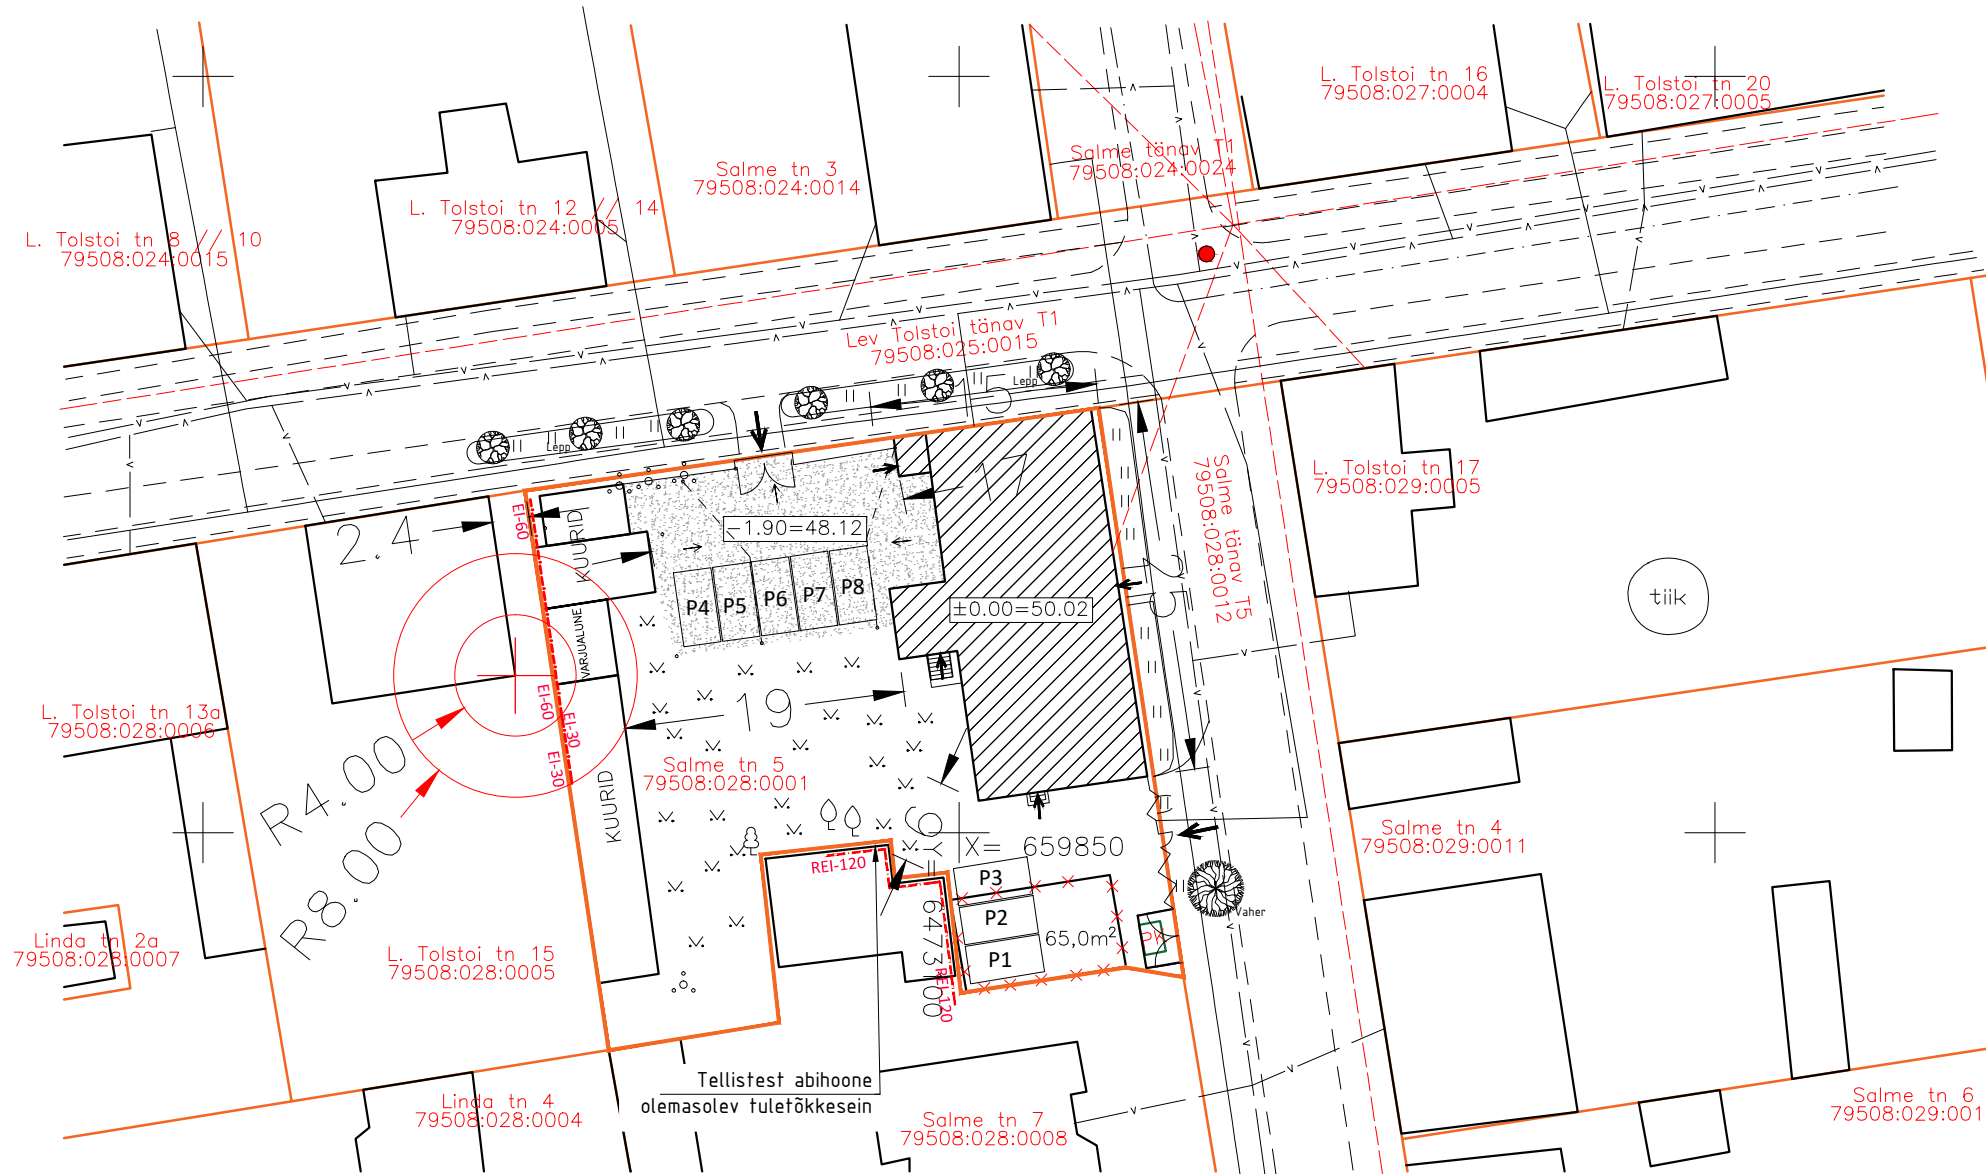 L. Tolstoi tn 16
79508:027:0004
L. Tolstoi tn 20
79508:027:0005
Salme tänav T1
79508:024:0024
Salme tn 3
79508:024:0014
L. Tolstoi tn 12 // 14
79508:024:0005
L. Tolstoi tn 8 // 10
79508:024:0015
Lev Tolstoi tänav T1
79508:025:0015
Lepp
15
Lepp
L. Tolstoi tn 17
79508:029:0005
Salme tänav T5
79508:028:0012
17
2.4
EI-60
KUURID
-1.90=48.12
32
P4
P5
P6
P7
P8
±0.00=50.02
tiik
VARJUALUNE
EI-60
EI-30
EI-30
19
L. Tolstoi tn 13a
79508:028:0006
R4.00
R8.00
Salme tn 5
79508:028:0001
KUURID
9
X= 659850
Y= 6473100
Salme tn 4
79508:029:0011
REI-120
P3
P2
P1
65,0m²
PK
Vaher
REI-120
Linda tn 2a
79508:028:0007
L. Tolstoi tn 15
79508:028:0005
Tellistest abihoone
olemasolev tuletõkkesein
Linda tn 4
79508:028:0004
Salme tn 7
79508:028:0008
Salme tn 6
79508:029:001